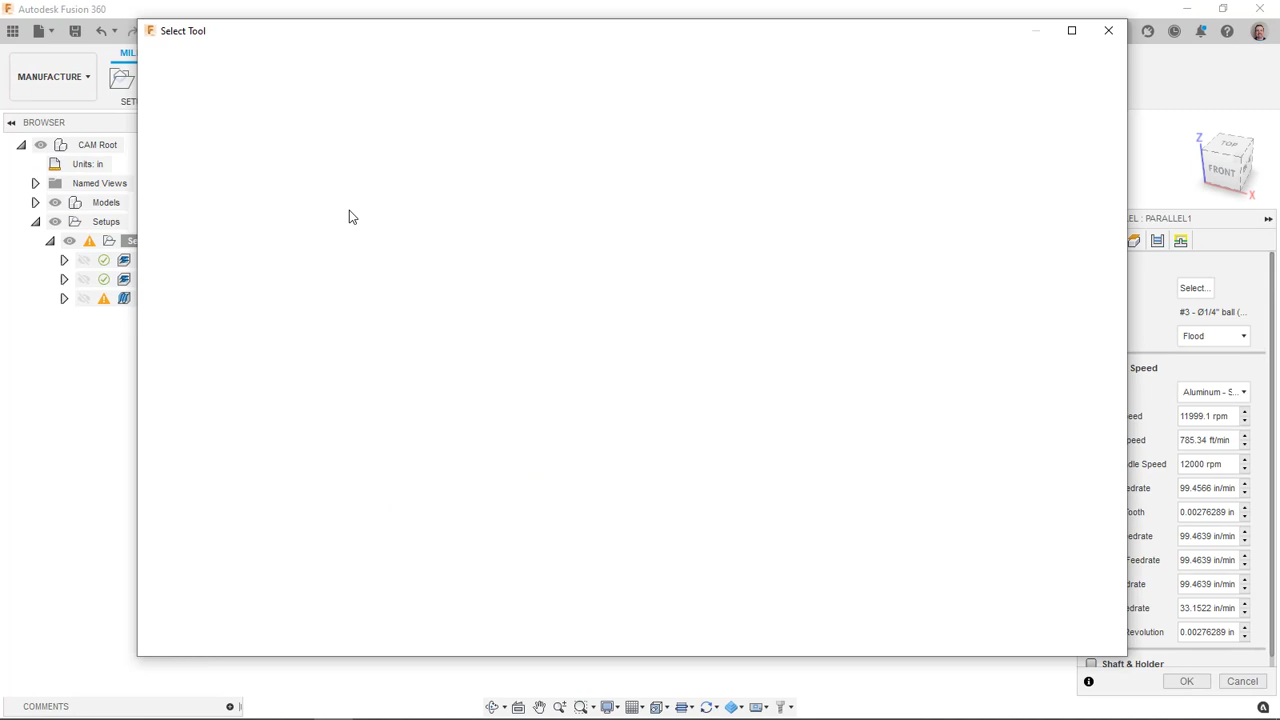 Autodesk Fusion 360
Select Tool
MIL
MANUFACTURE
SET
BROWSER
CAM Root
Units: in
Named Views
Models
Setups
Se
TOP
FRONT
Z
X
EL : PARALLEL1
Select...
#3 - Ø1/4" ball (...
Flood
Speed
Aluminum - S...
eed 11999.1 rpm
peed 785.34 ft/min
dle Speed 12000 rpm
edrate 99.4566 in/min
ooth 0.00276289 in
edrate 99.4639 in/min
Feedrate 99.4639 in/min
drate 99.4639 in/min
edrate 33.1522 in/min
Revolution 0.00276289 in
Shaft & Holder
OK Cancel
COMMENTS